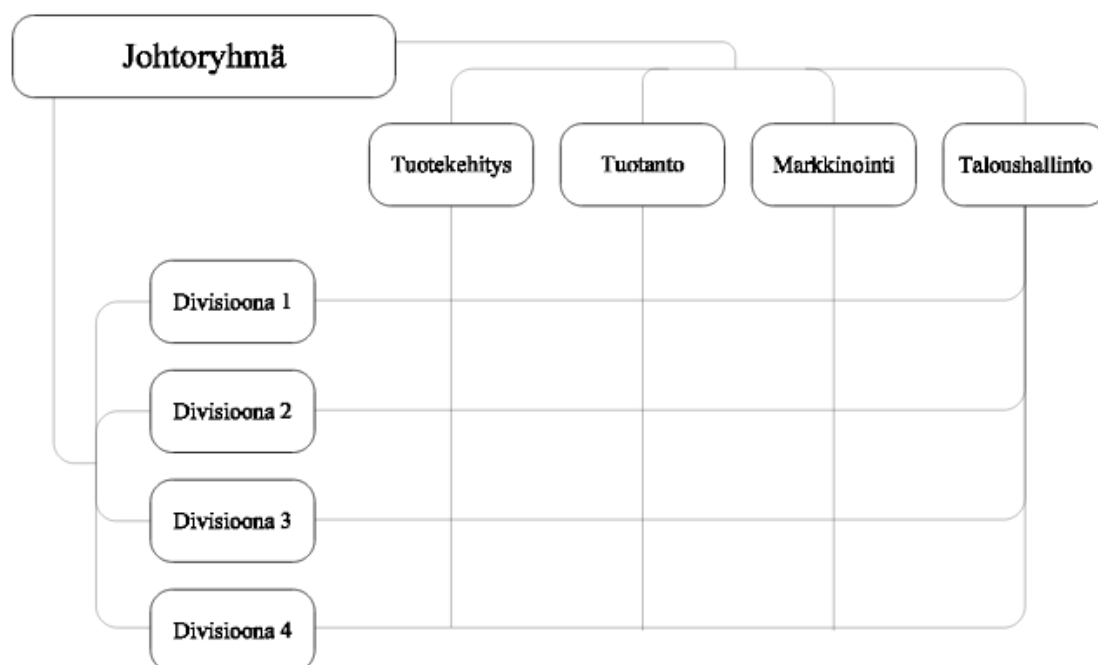 Johtoryhmä
Tuotekehitys
Tuotanto
Markkinointi
Taloushallinto
Divisioona 1
Divisioona 2
Divisioona 3
Divisioona 4